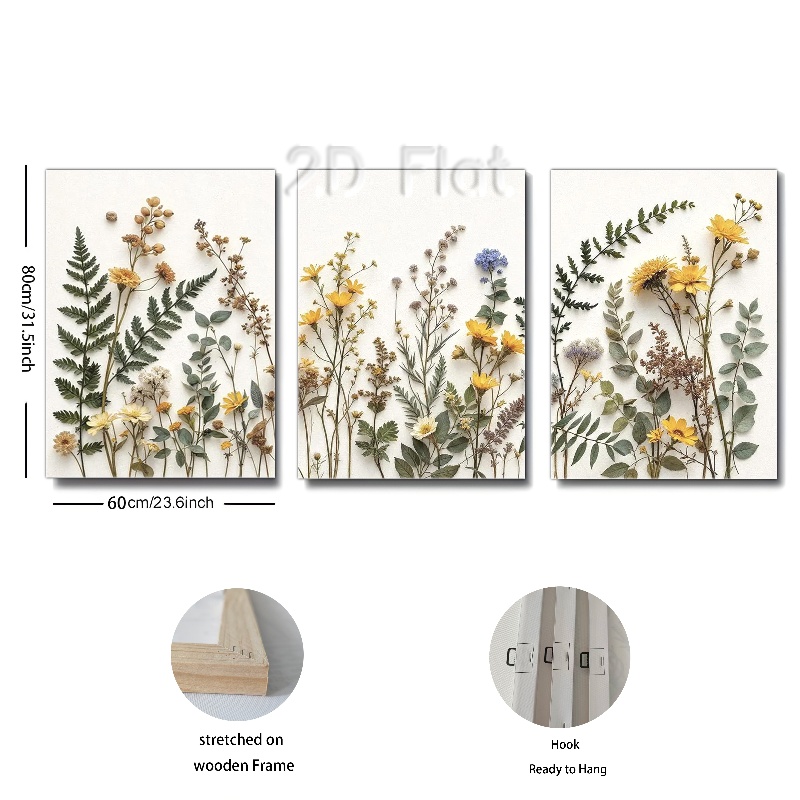 2D Flat
80cm/31.5inch
60cm/23.6inch
stretched on
wooden Frame
Hook
Ready to Hang